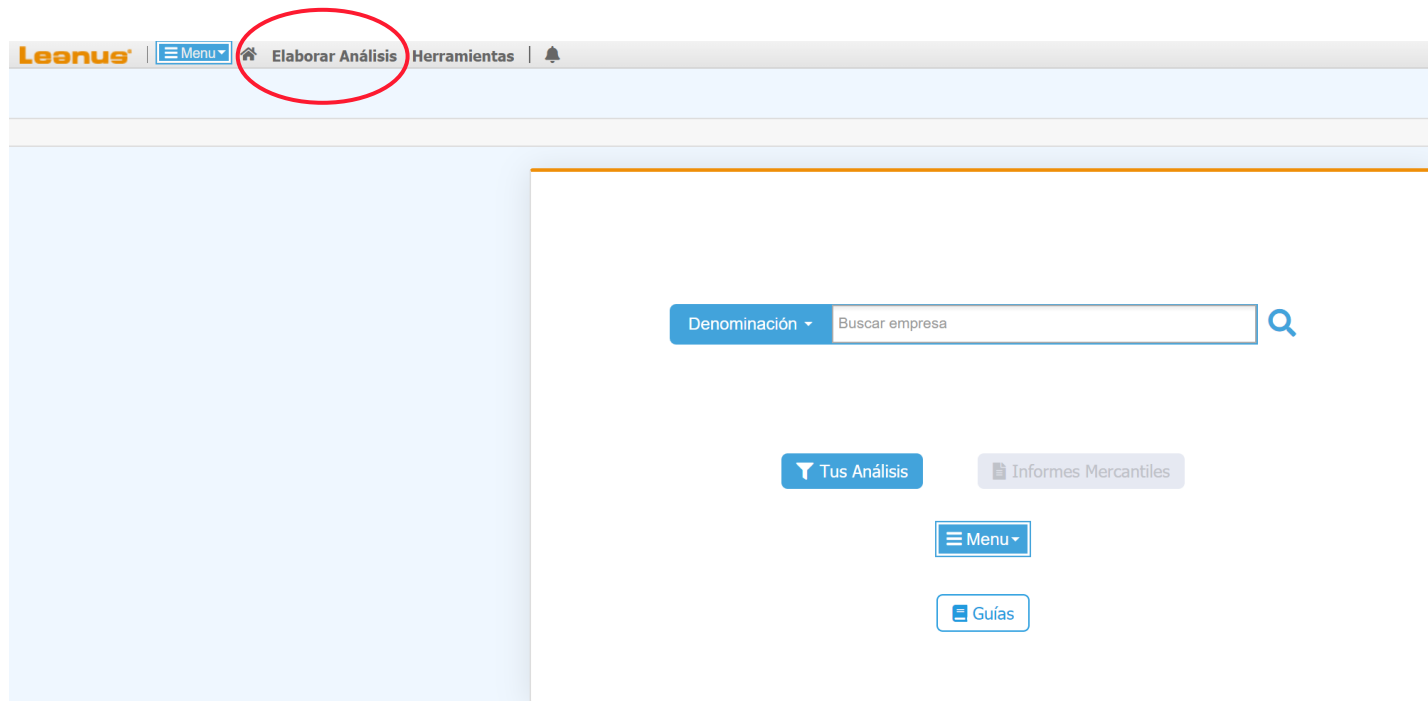 Leanus® Menu Elaborar Análisis Herramientas
Denominación Buscar empresa
Tus Análisis Informes Mercantiles
Menu
Guías